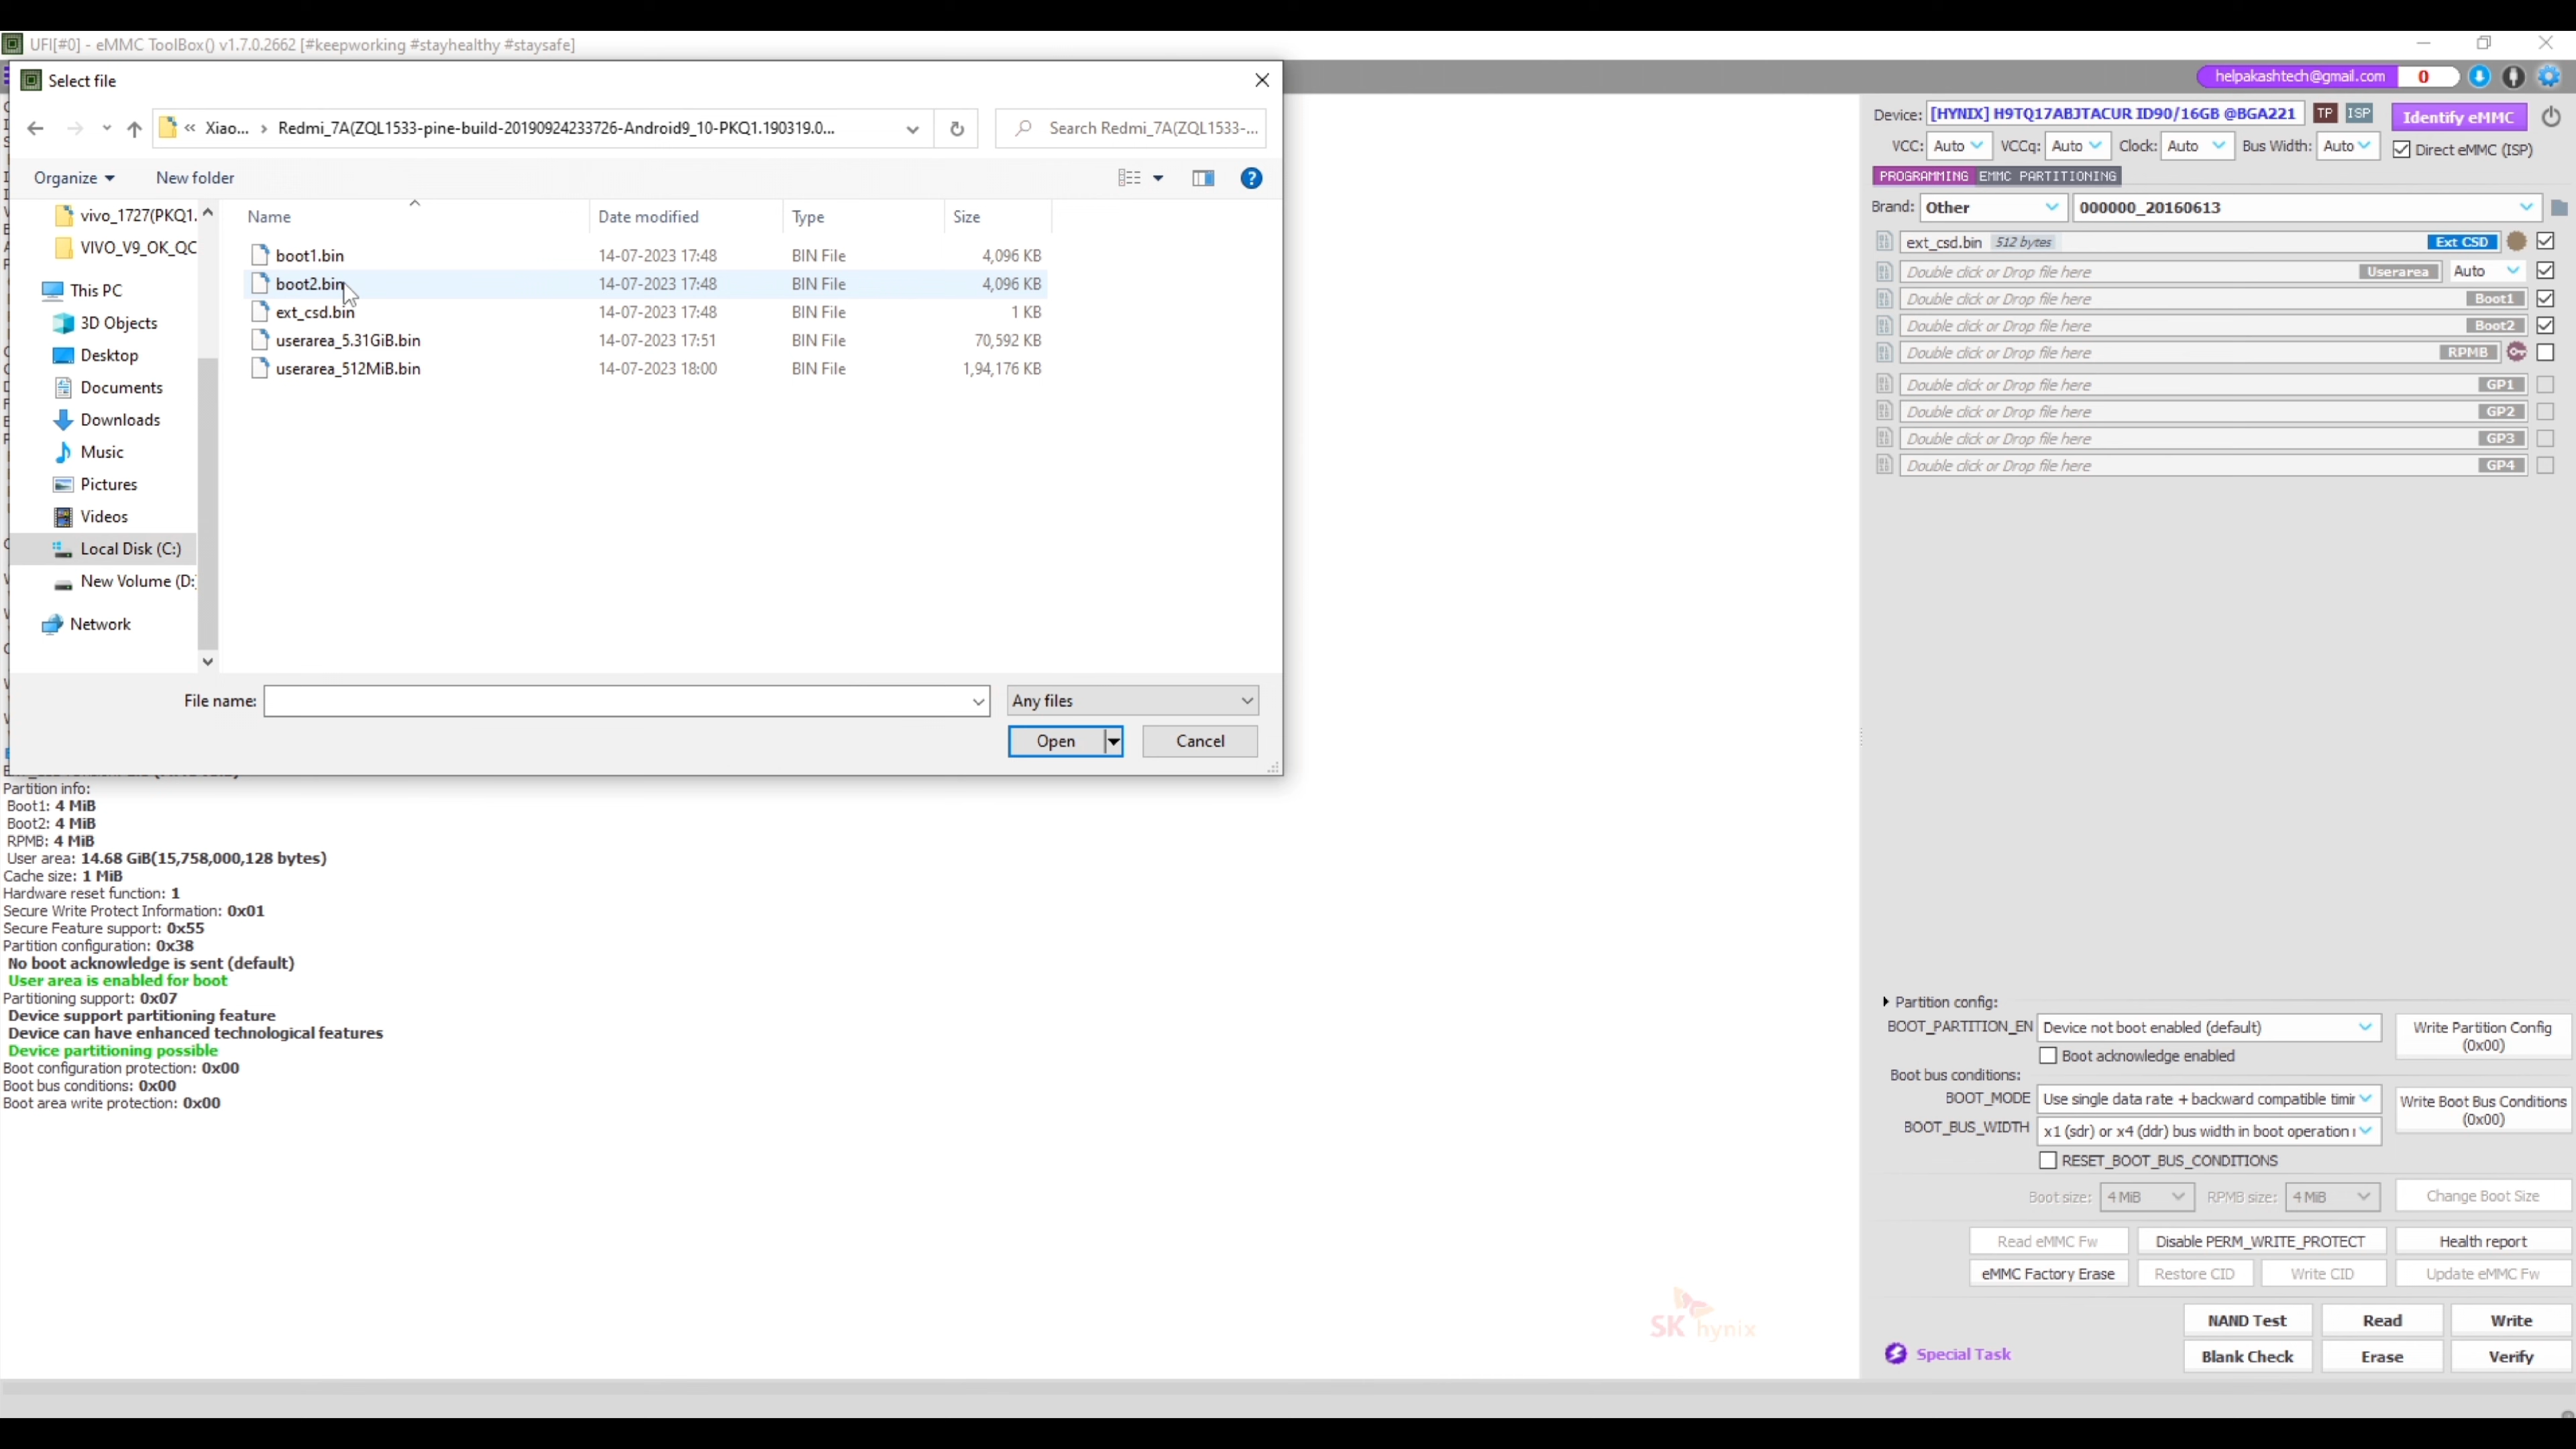 UFI[#0] - eMMC ToolBox() v1.7.0.2662 [#keepworking #stayhealthy #staysafe]
Select file
helpakashtech@gmail.com 0
« Xiao... › Redmi_7A(ZQL1533-pine-build-20190924233726-Android9_10-PKQ1.190319.0...
Search Redmi_7A(ZQL1533-...
Organize
New folder
vivo_1727(PKQ1.
VIVO_V9_OK_QC
This PC
3D Objects
Desktop
Documents
Downloads
Music
Pictures
Videos
Local Disk (C:)
New Volume (D:
Network
Name Date modified Type Size
boot1.bin 14-07-2023 17:48 BIN File 4,096 KB
boot2.bin 14-07-2023 17:48 BIN File 4,096 KB
ext_csd.bin 14-07-2023 17:48 BIN File 1 KB
userarea_5.31GiB.bin 14-07-2023 17:51 BIN File 70,592 KB
userarea_512MiB.bin 14-07-2023 18:00 BIN File 1,94,176 KB
File name:
Any files
Open
Cancel
Partition info:
Boot1: 4 MiB
Boot2: 4 MiB
RPMB: 4 MiB
User area: 14.68 GiB(15,758,000,128 bytes)
Cache size: 1 MiB
Hardware reset function: 1
Secure Write Protect Information: 0x01
Secure Feature support: 0x55
Partition configuration: 0x38
No boot acknowledge is sent (default)
User area is enabled for boot
Partitioning support: 0x07
Device support partitioning feature
Device can have enhanced technological features
Device partitioning possible
Boot configuration protection: 0x00
Boot bus conditions: 0x00
Boot area write protection: 0x00
SK hynix
Device: [HYNIX] H9TQ17ABJTACUR ID90/16GB @BGA221 TP ISP Identify eMMC
VCC: Auto VCCq: Auto Clock: Auto Bus Width: Auto Direct eMMC (ISP)
PROGRAMMING EMMC PARTITIONING
Brand: Other 000000_20160613
ext_csd.bin 512 bytes Ext CSD
Double click or Drop file here Userarea Auto
Double click or Drop file here Boot1
Double click or Drop file here Boot2
Double click or Drop file here RPMB
Double click or Drop file here GP1
Double click or Drop file here GP2
Double click or Drop file here GP3
Double click or Drop file here GP4
Partition config:
BOOT_PARTITION_EN Device not boot enabled (default)
Write Partition Config
(0x00)
Boot acknowledge enabled
Boot bus conditions:
BOOT_MODE Use single data rate + backward compatible timir
Write Boot Bus Conditions
(0x00)
BOOT_BUS_WIDTH x1 (sdr) or x4 (ddr) bus width in boot operation
RESET_BOOT_BUS_CONDITIONS
Boot size: 4 MiB RPMB size: 4 MiB Change Boot Size
Read eMMC Fw Disable PERM_WRITE_PROTECT Health report
eMMC Factory Erase Restore CID Write CID Update eMMC Fw
NAND Test Read Write
Special Task
Blank Check Erase Verify